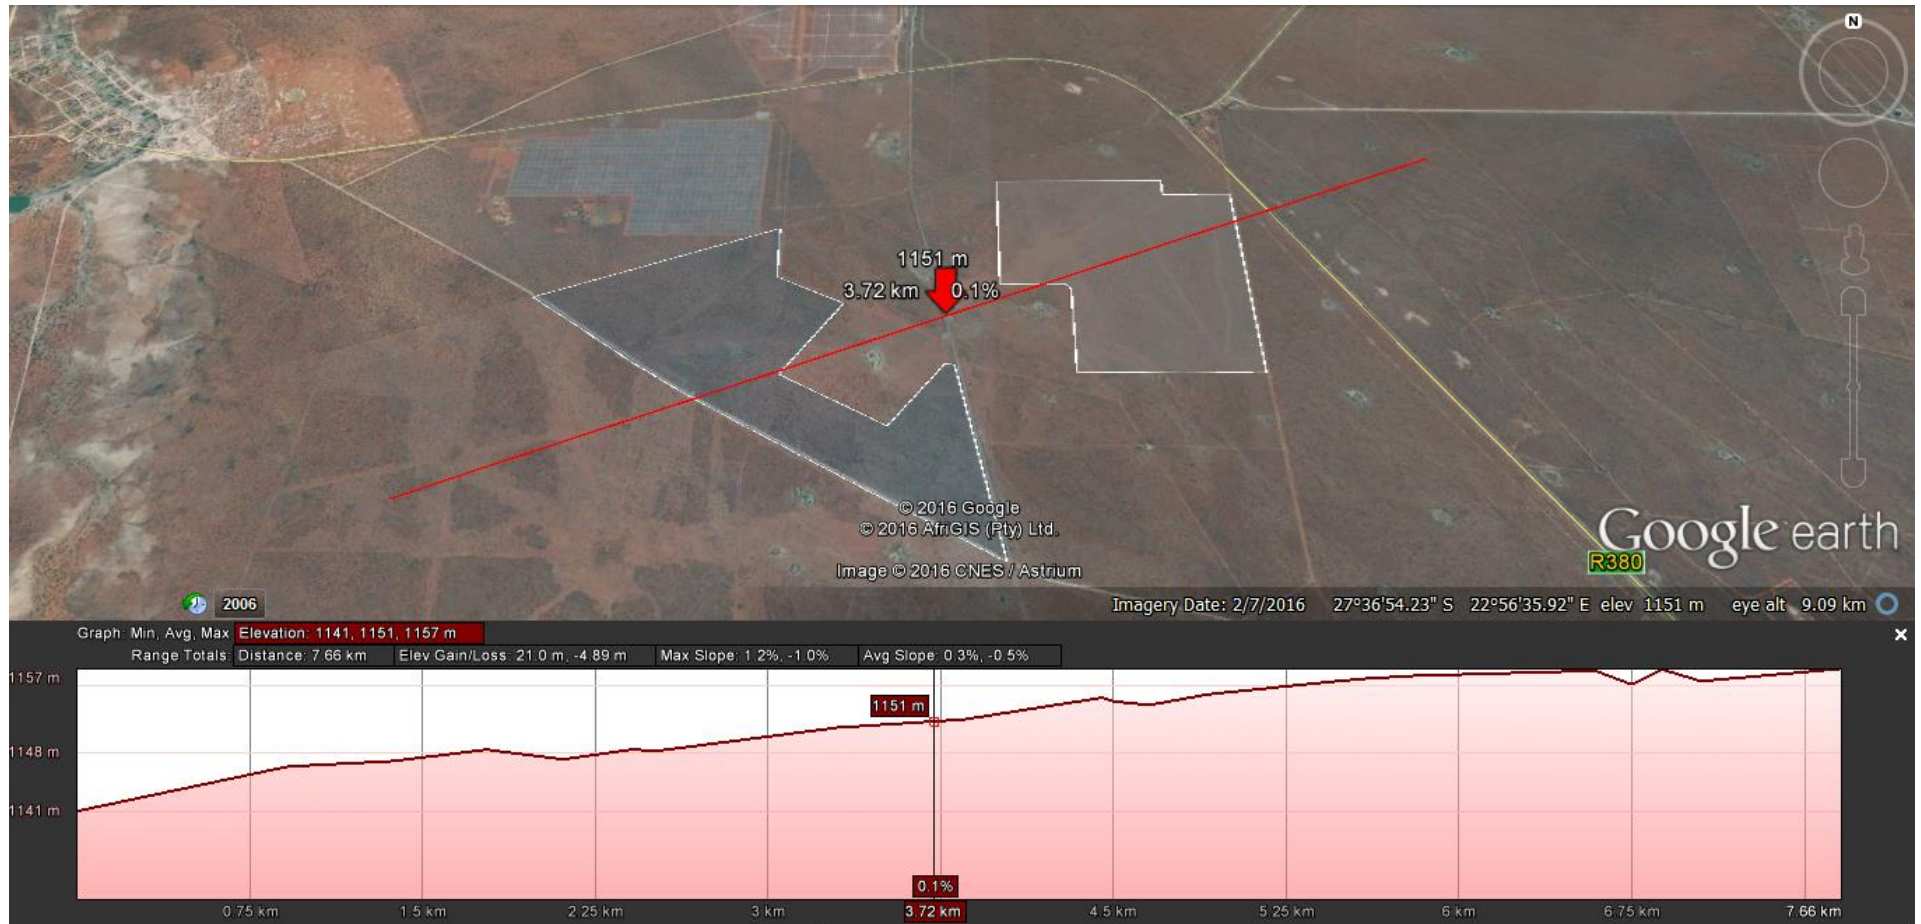 N
1151 m
3.72 km 0.1%
© 2016 Google
© 2016 AfriGIS (Pty) Ltd.
Image © 2016 CNES / Astrium
Google earth
R380
2006
Imagery Date: 2/7/2016 27°36'54.23" S 22°56'35.92" E elev 1151 m eye alt 9.09 km
Graph: Min, Avg, Max Elevation: 1141, 1151, 1157 m
Range Totals: Distance: 7.66 km Elev Gain/Loss: 21.0 m, -4.89 m Max Slope: 1.2%, -1.0% Avg Slope: 0.3%, -0.5%
1157 m
1151 m
1148 m
1141 m
0.1%
0.75 km 1.5 km 2.25 km 3 km 3.72 km 4.5 km 5.25 km 6 km 6.75 km 7.66 km